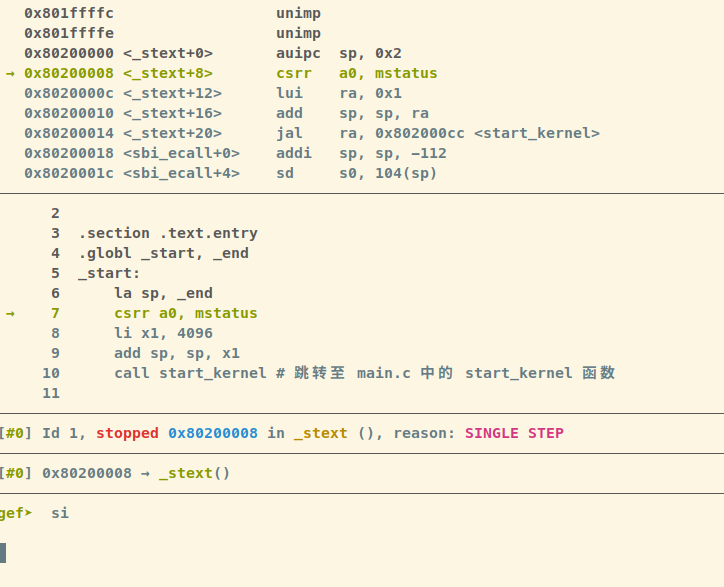 0x801ffffc unimp
0x801ffffe unimp
0x80200000 <_stext+0> auipc sp, 0x2
→ 0x80200008 <_stext+8> csrr a0, mstatus
0x8020000c <_stext+12> lui ra, 0x1
0x80200010 <_stext+16> add sp, sp, ra
0x80200014 <_stext+20> jal ra, 0x802000cc <start_kernel>
0x80200018 <sbi_ecall+0> addi sp, sp, −112
0x8020001c <sbi_ecall+4> sd s0, 104(sp)
2
3 .section .text.entry
4 .globl _start, _end
5 _start:
6 la sp, _end
→ 7 csrr a0, mstatus
8 li x1, 4096
9 add sp, sp, x1
10 call start_kernel # 跳转至 main.c 中的 start_kernel 函数
11
[#0] Id 1, stopped 0x80200008 in _stext (), reason: SINGLE STEP
[#0] 0x80200008 → _stext()
gef➤ si